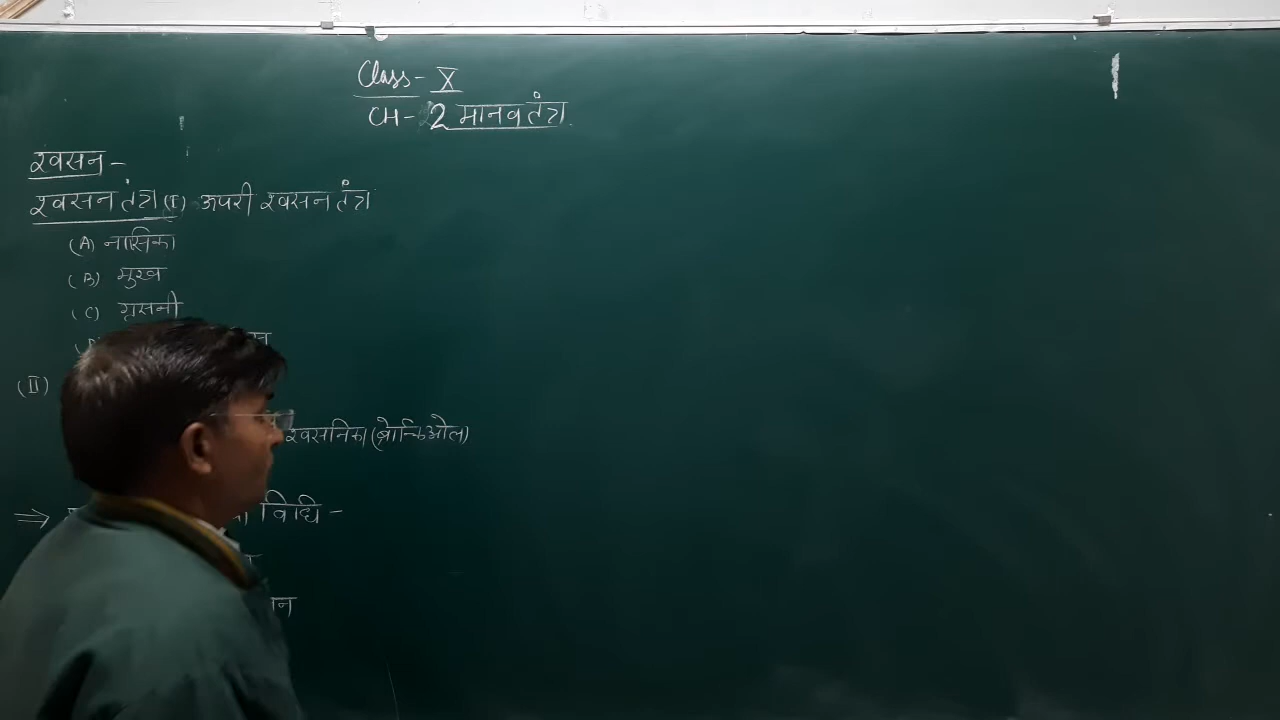 Class- X
CH- 2 मानव तंत्र
श्वसन -
श्वसन तंत्र (I) ऊपरी श्वसन तंत्र
(A) नासिका
(B) मुख
(C) ग्रसनी
(II)
श्वसनिका (ब्रोन्किओल)
⇒ विधि -